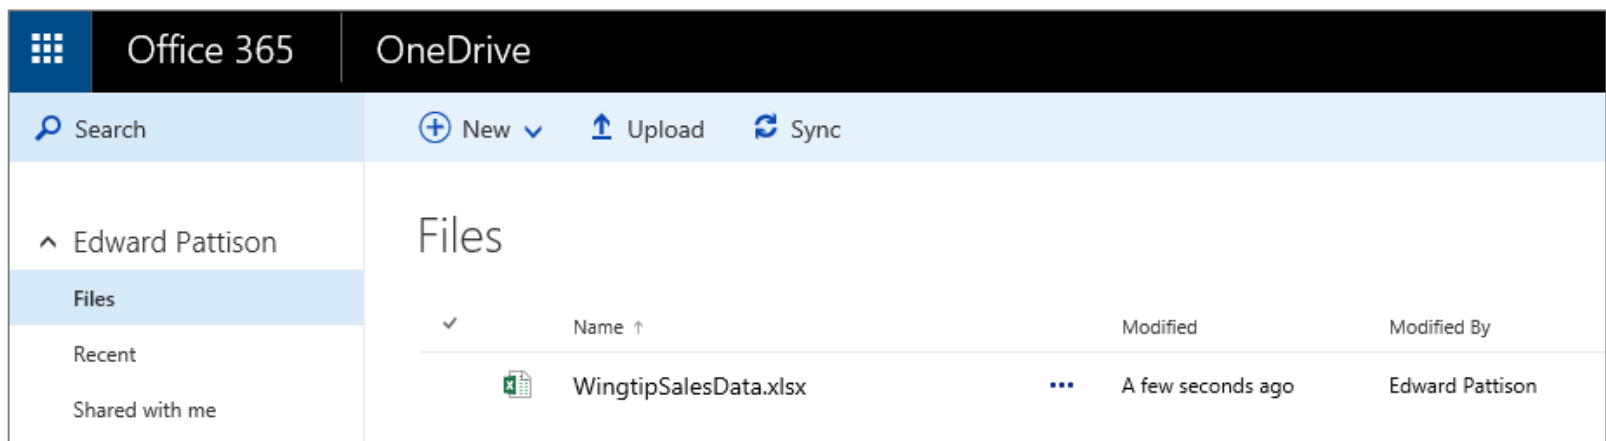 Office 365 OneDrive
Search New Upload Sync
Edward Pattison
Files
Recent
Shared with me
Files
Name Modified Modified By
WingtipSalesData.xlsx ... A few seconds ago Edward Pattison